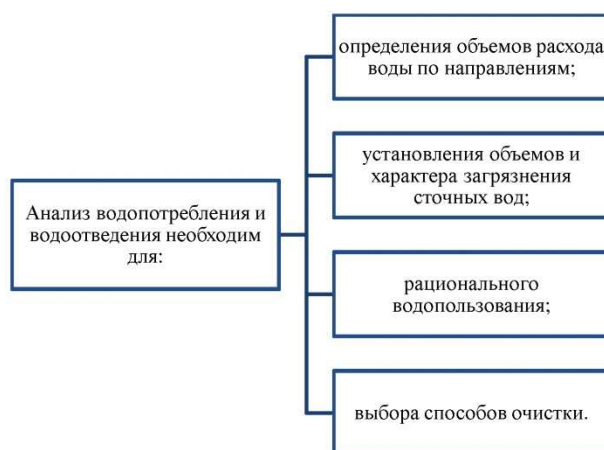 Анализ водопотребления и
водоотведения необходим
для:
определения объемов расхода
воды по направлениям;
установления объемов и
характера загрязнения
сточных вод;
рационального
водопользования;
выбора способов очистки.